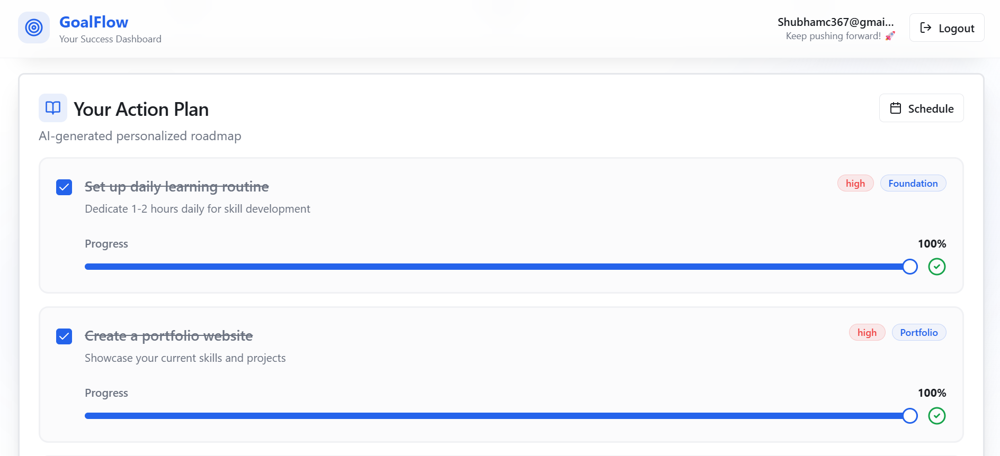 GoalFlow
Your Success Dashboard
Shubhamc367@gmai...
Keep pushing forward! 🚀
Logout
Your Action Plan
Schedule
AI-generated personalized roadmap
Set up daily learning routine
high
Foundation
Dedicate 1-2 hours daily for skill development
Progress
100%
Create a portfolio website
high
Portfolio
Showcase your current skills and projects
Progress
100%